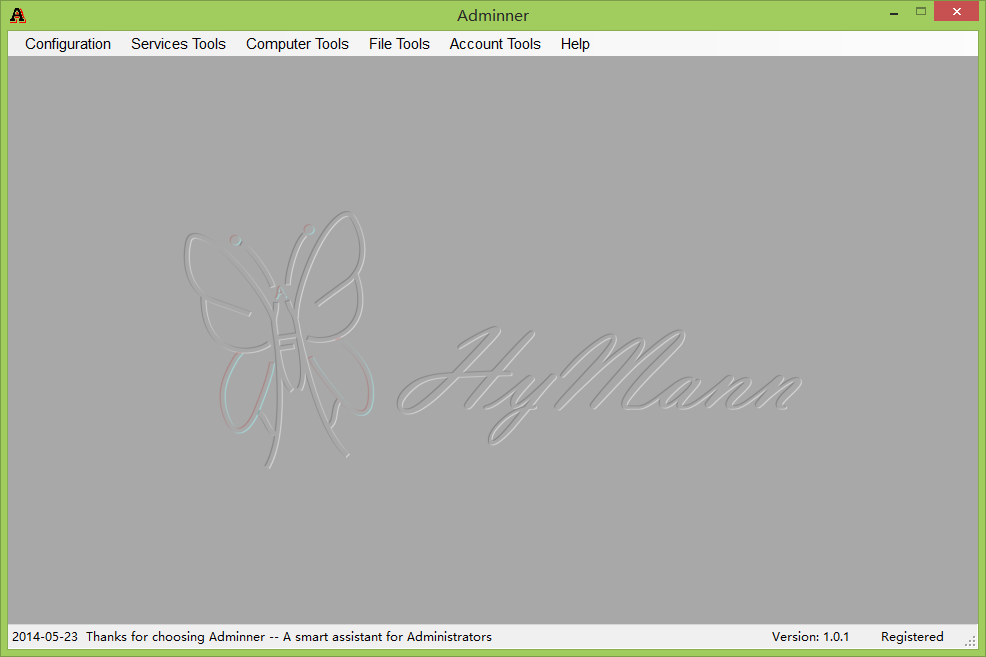 Adminner
Configuration Services Tools Computer Tools File Tools Account Tools Help
HyMann
2014-05-23 Thanks for choosing Adminner -- A smart assistant for Administrators Version: 1.0.1 Registered